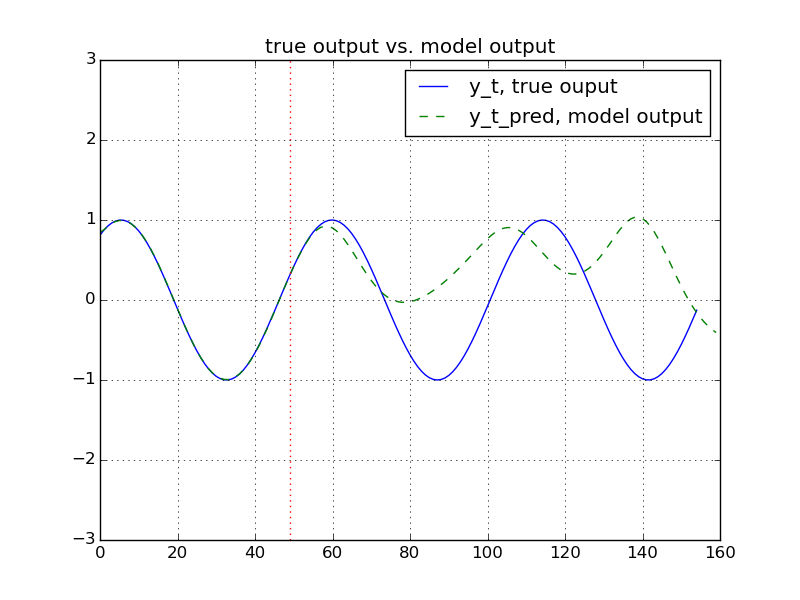 true output vs. model output
y_t, true ouput
y_t_pred, model output
3
2
1
0
−1
−2
−3
0 20 40 60 80 100 120 140 160